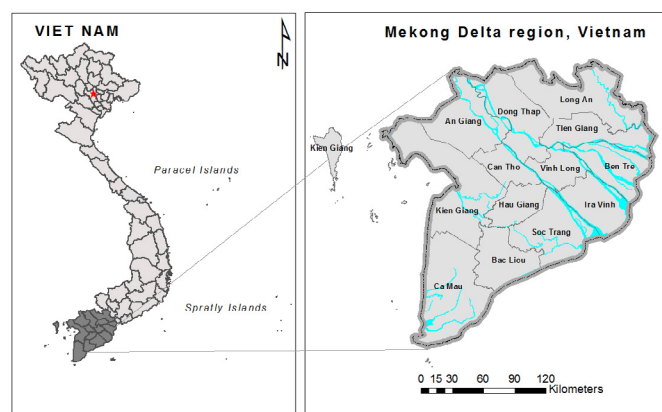 VIET NAM
N
Paracel Islands
Spratly Islands
Mekong Delta region, Vietnam
Long An
Dong Thap
An Giang
Tien Giang
Kien Giang
Can Tho
Vinh Long
Ben Tre
Kien Giang
Hau Giang
Ira Vinh
Soc Trang
Bac Lieu
Ca Mau
0 15 30 60 90 120
Kilometers